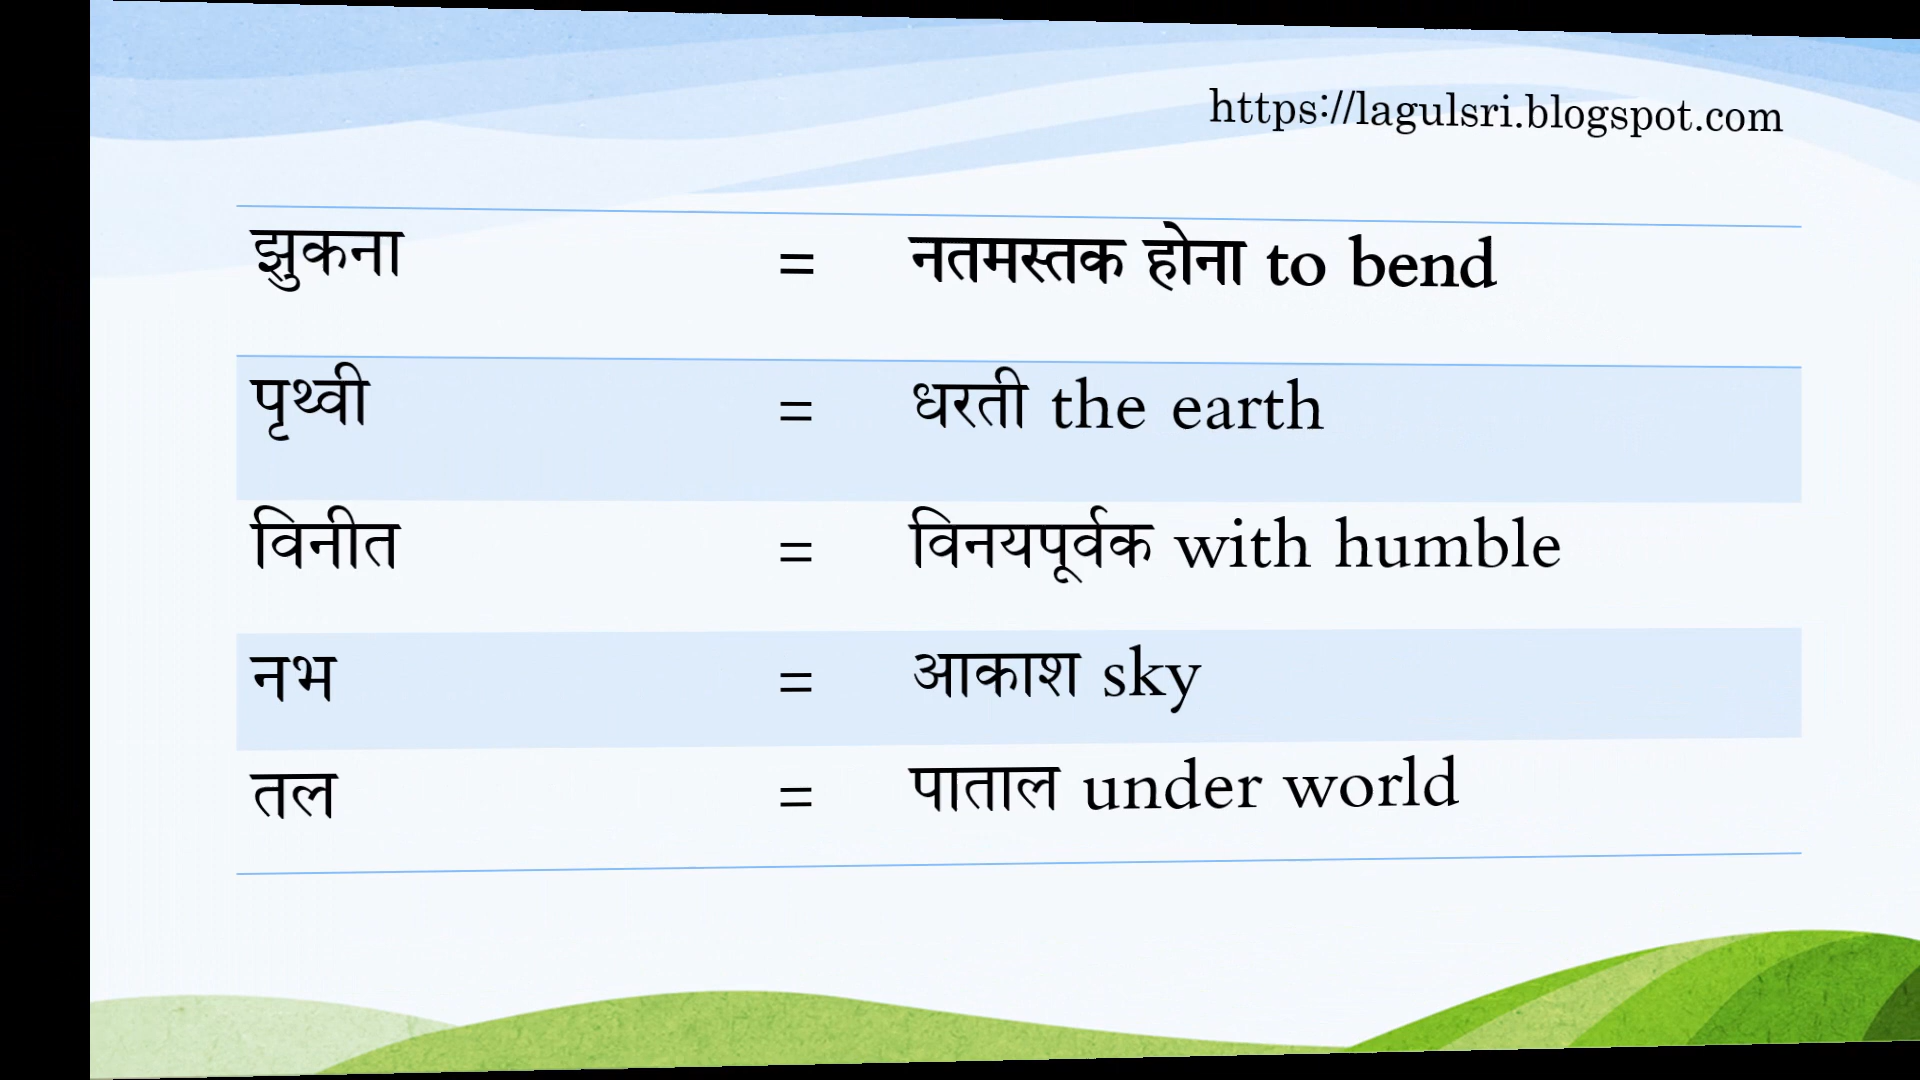 https://lagulsri.blogspot.com
झुकना = नतमस्तक होना to bend
पृथ्वी = धरती the earth
विनीत = विनयपूर्वक with humble
नभ = आकाश sky
तल = पाताल under world